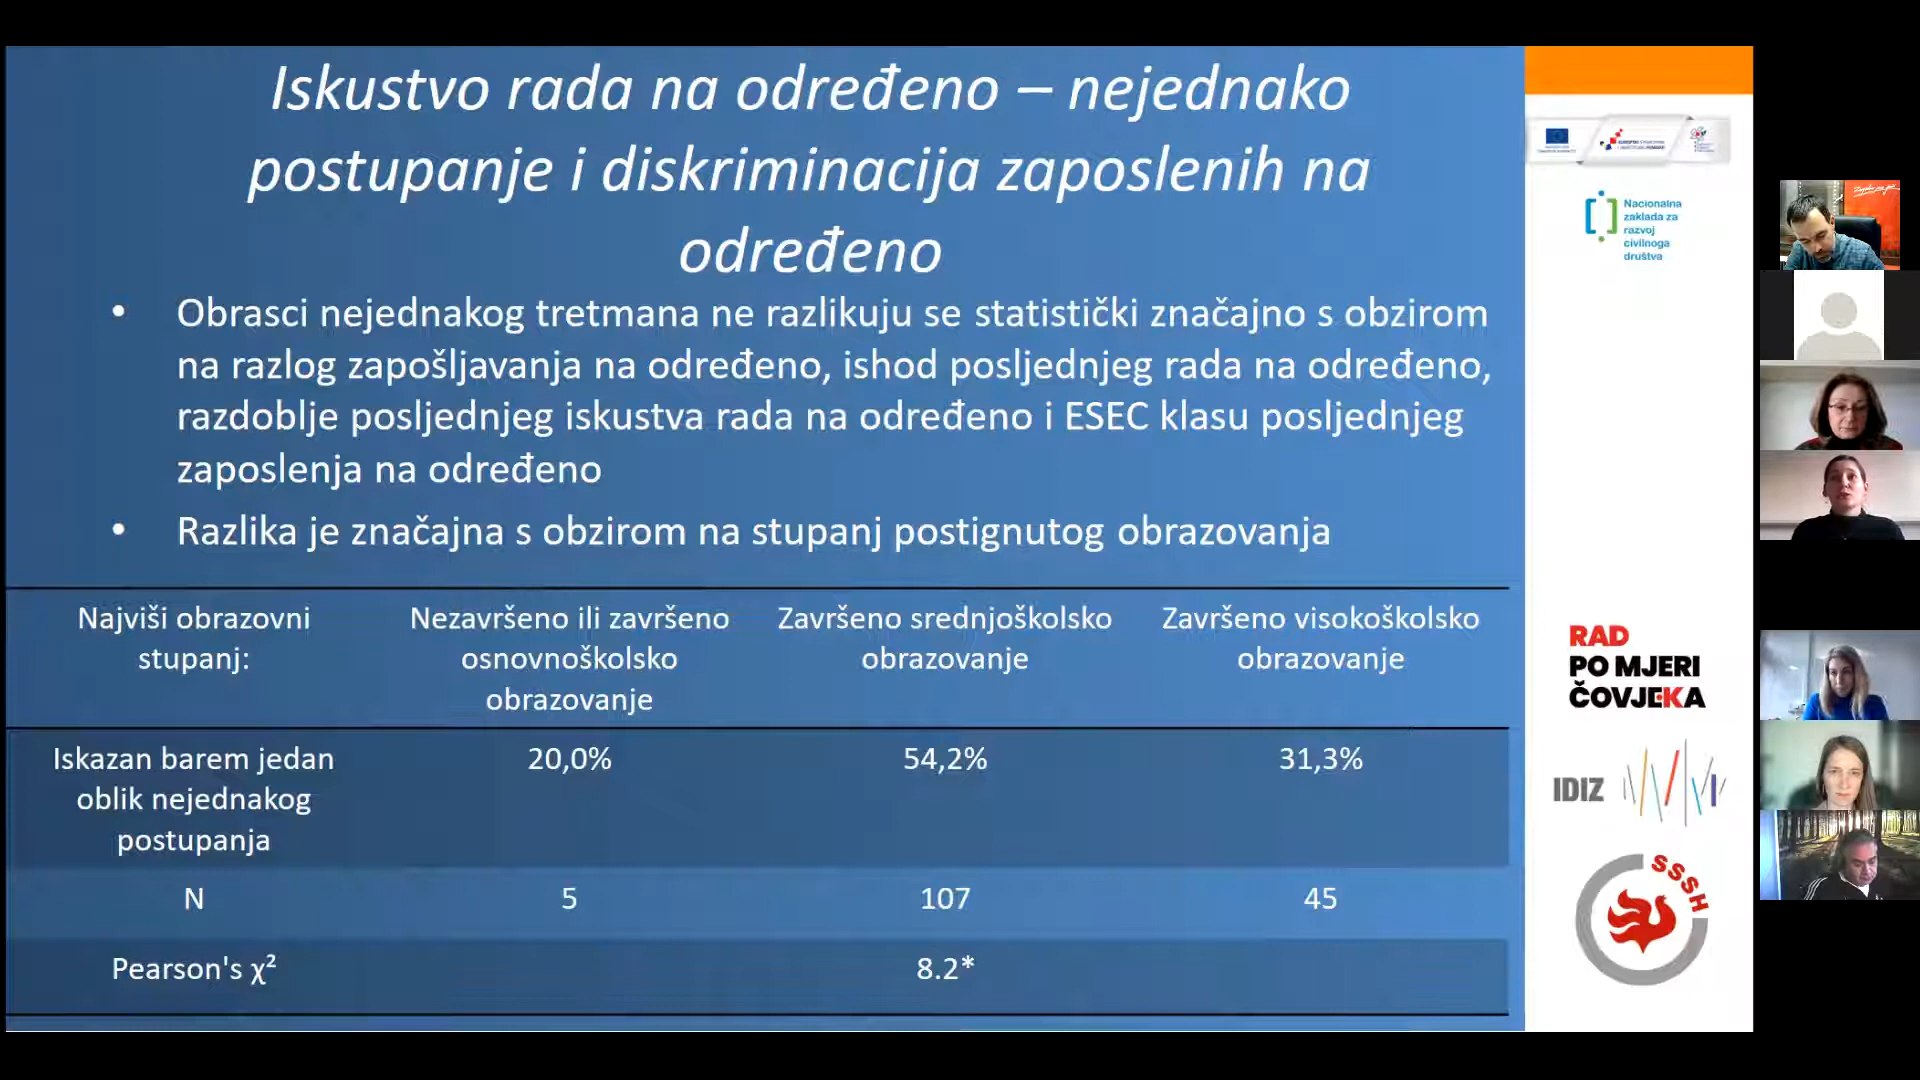 Iskustvo rada na određeno – nejednako
postupanje i diskriminacija zaposlenih na
određeno
• Obrasci nejednakog tretmana ne razlikuju se statistički značajno s obzirom
na razlog zapošljavanja na određeno, ishod posljednjeg rada na određeno,
razdoblje posljednjeg iskustva rada na određeno i ESEC klasu posljednjeg
zaposlenja na određeno
• Razlika je značajna s obzirom na stupanj postignutog obrazovanja
Najviši obrazovni
stupanj:
Nezavršeno ili završeno
osnovnoškolsko
obrazovanje
Završeno srednjoškolsko
obrazovanje
Završeno visokoškolsko
obrazovanje
Iskazan barem jedan
oblik nejednakog
postupanja
20,0%
54,2%
31,3%
N
5
107
45
Pearson's χ²
8.2*
Nacionalna
zaklada za
razvoj
civilnoga
društva
RAD
PO MJERI
ČOVJEKA
IDIZ
SSSH